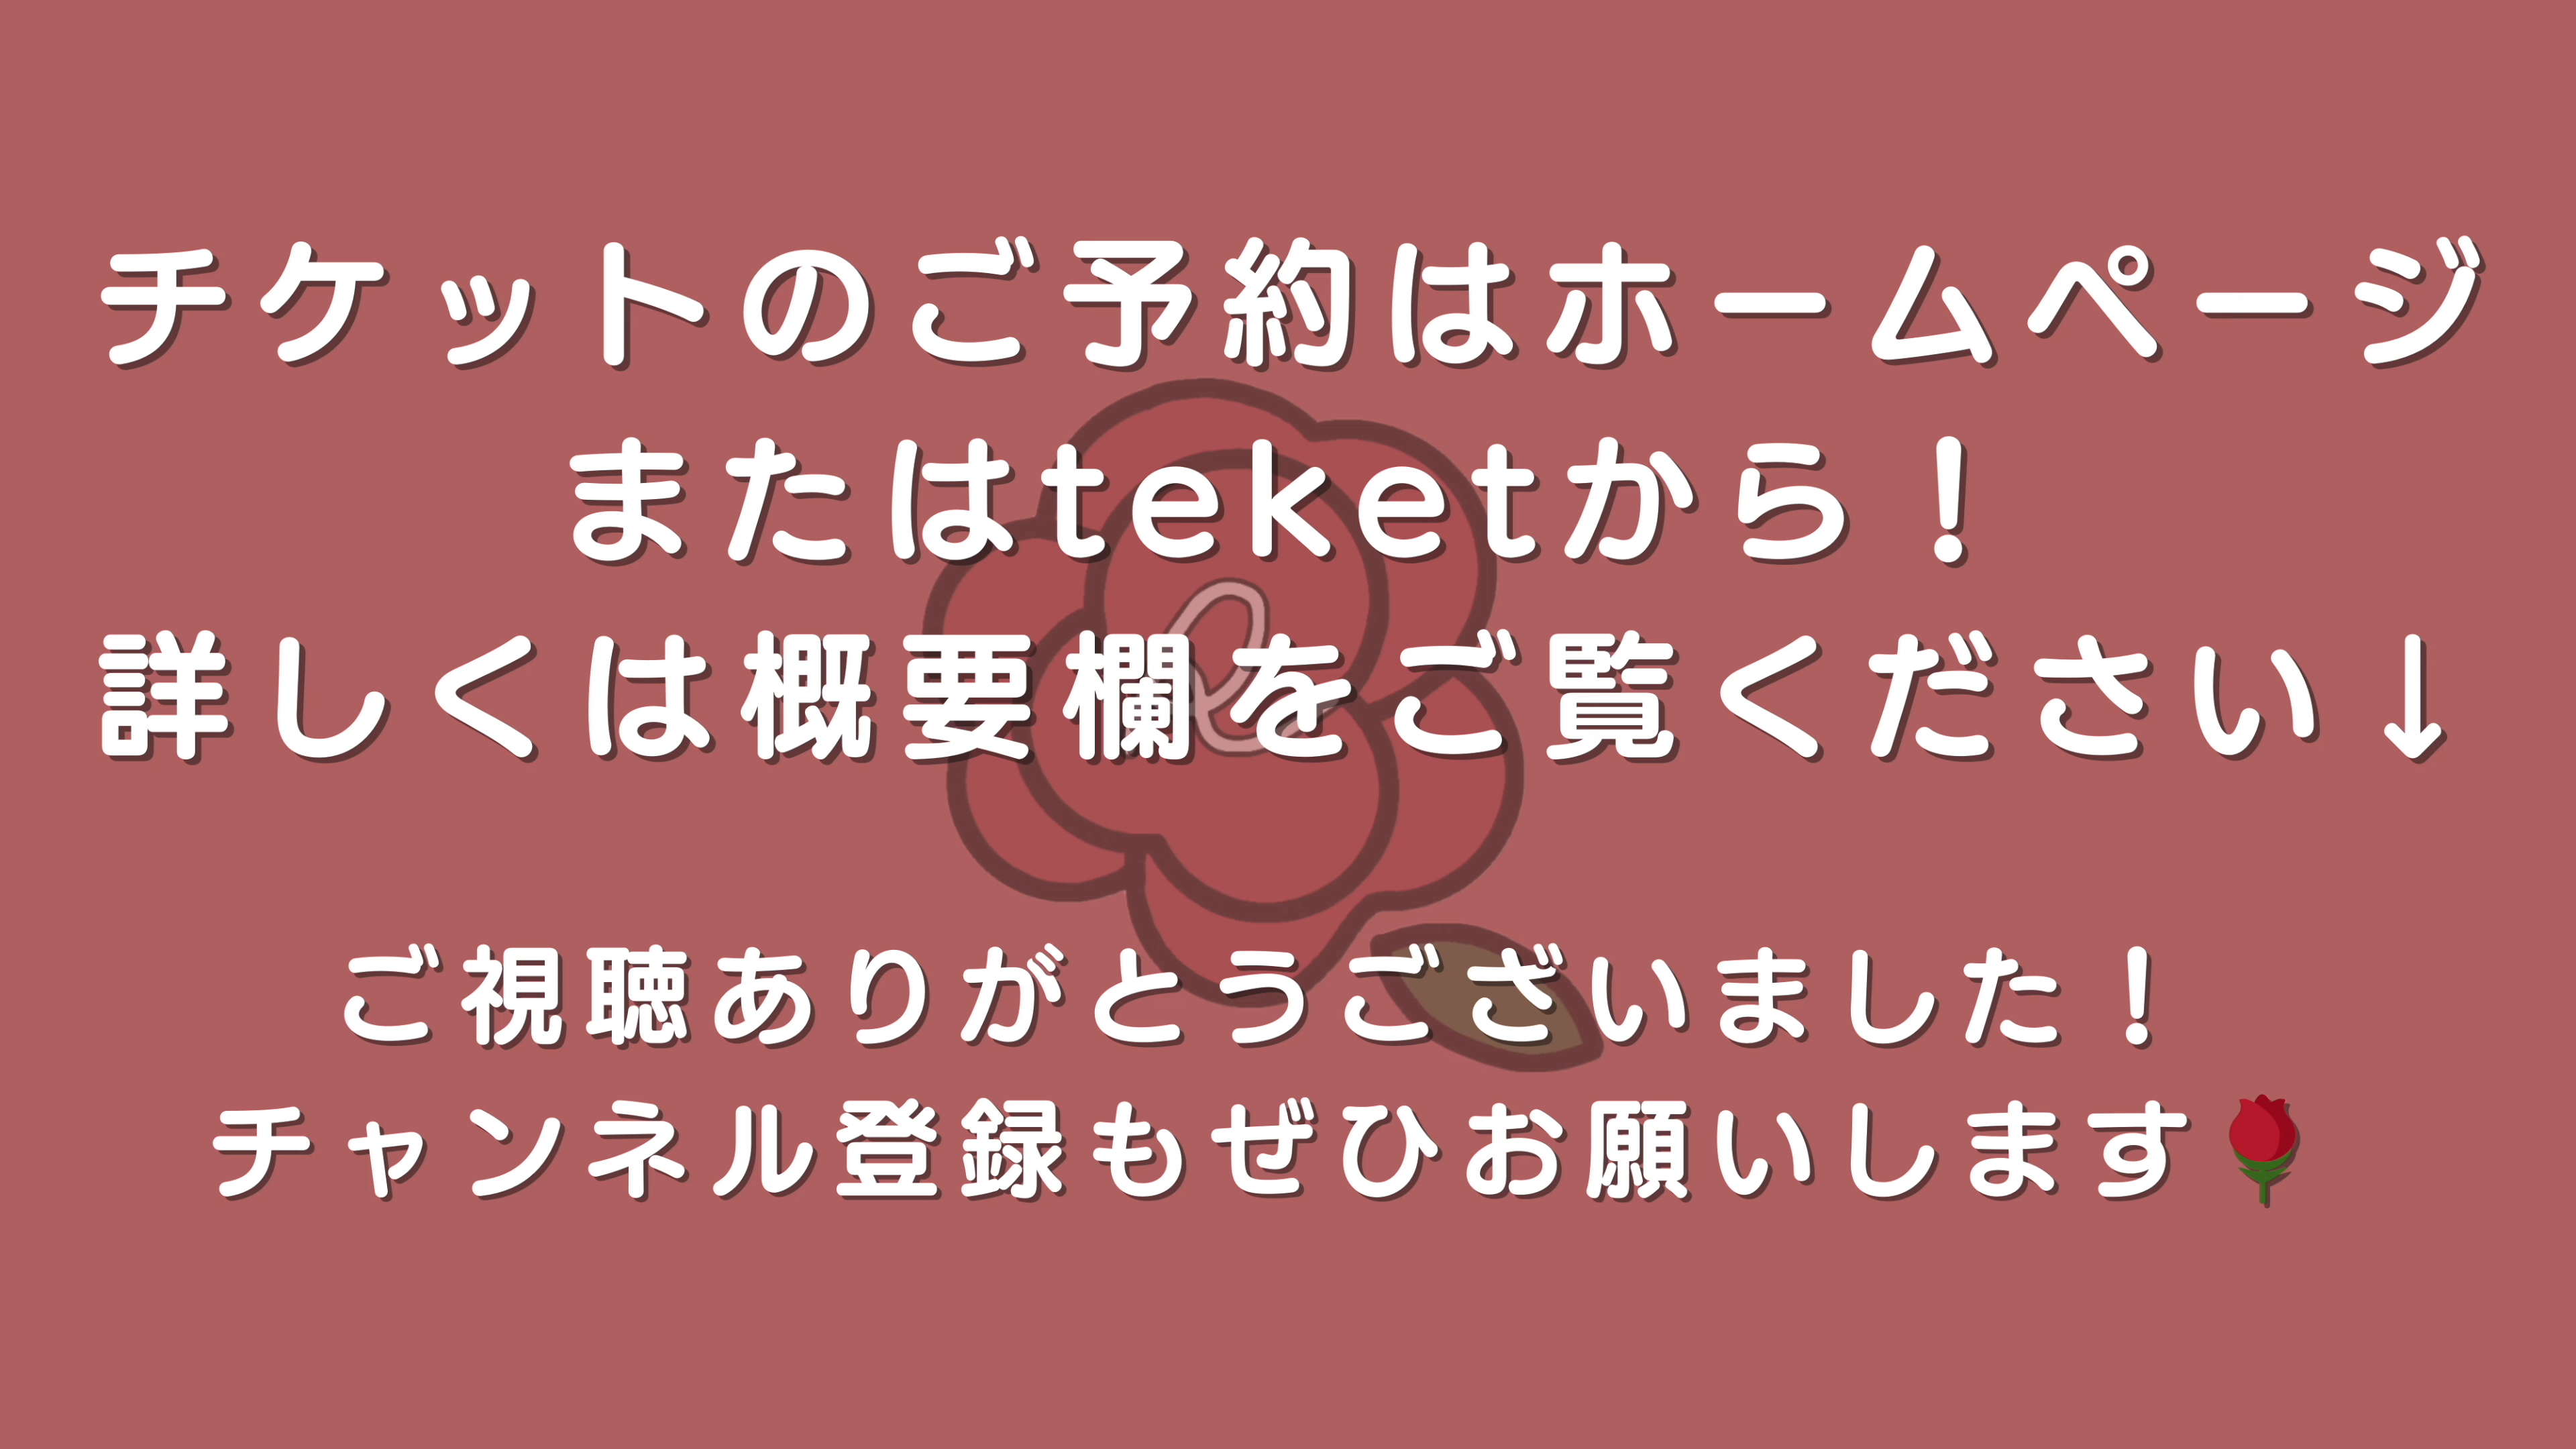 チケットのご予約はホームページ
またはteketから！
詳しくは概要欄をご覧ください↓
ご視聴ありがとうございました！
チャンネル登録もぜひお願いします🌹